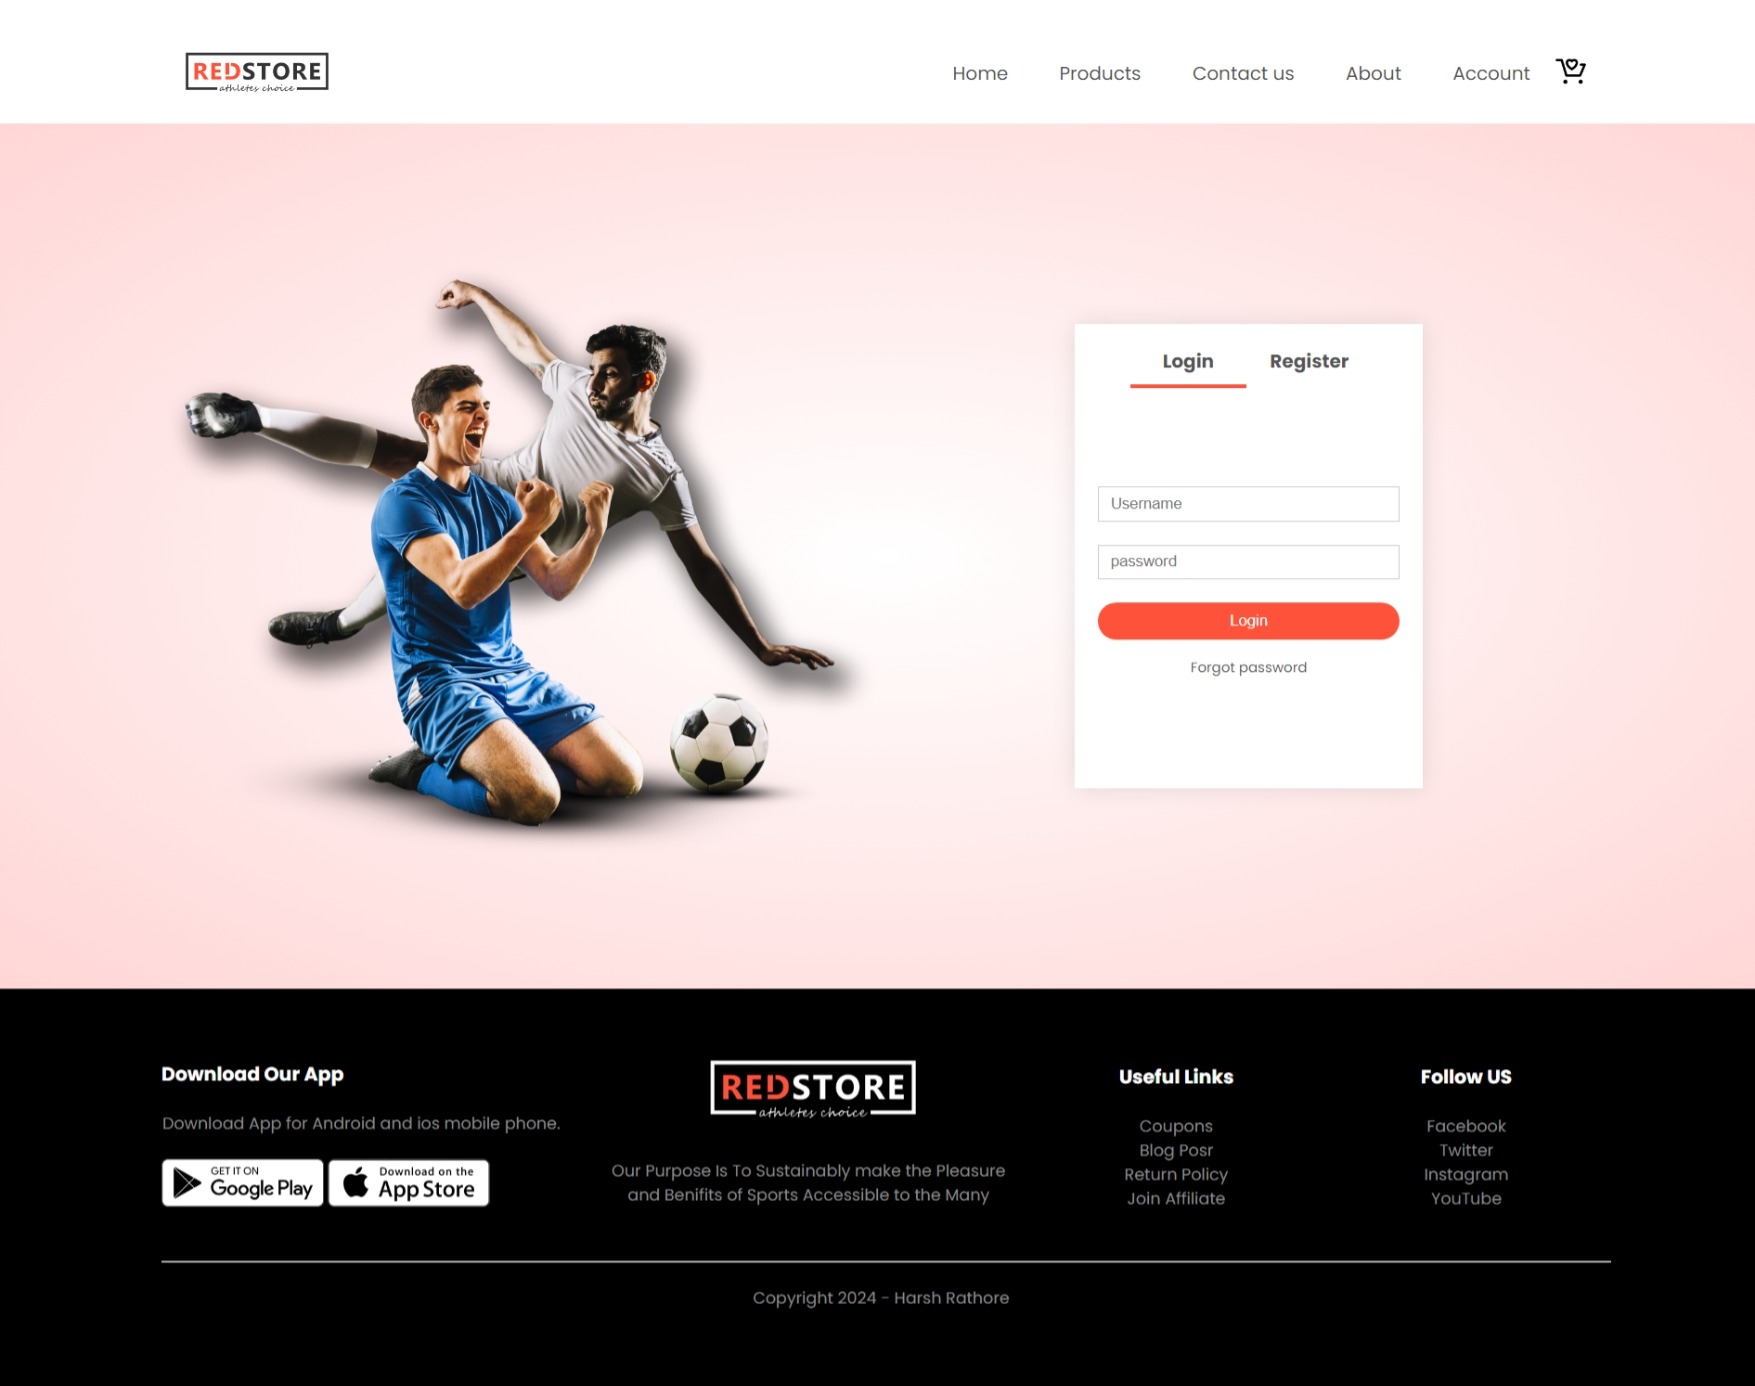 REDSTORE
athletes choice
Home Products Contact us About Account
Login Register
Username
password
Login
Forgot password
Download Our App
Download App for Android and ios mobile phone.
GET IT ON
Google Play
Download on the
App Store
REDSTORE
athletes choice
Our Purpose Is To Sustainably make the Pleasure
and Benifits of Sports Accessible to the Many
Useful Links
Coupons
Blog Posr
Return Policy
Join Affiliate
Follow US
Facebook
Twitter
Instagram
YouTube
Copyright 2024 - Harsh Rathore